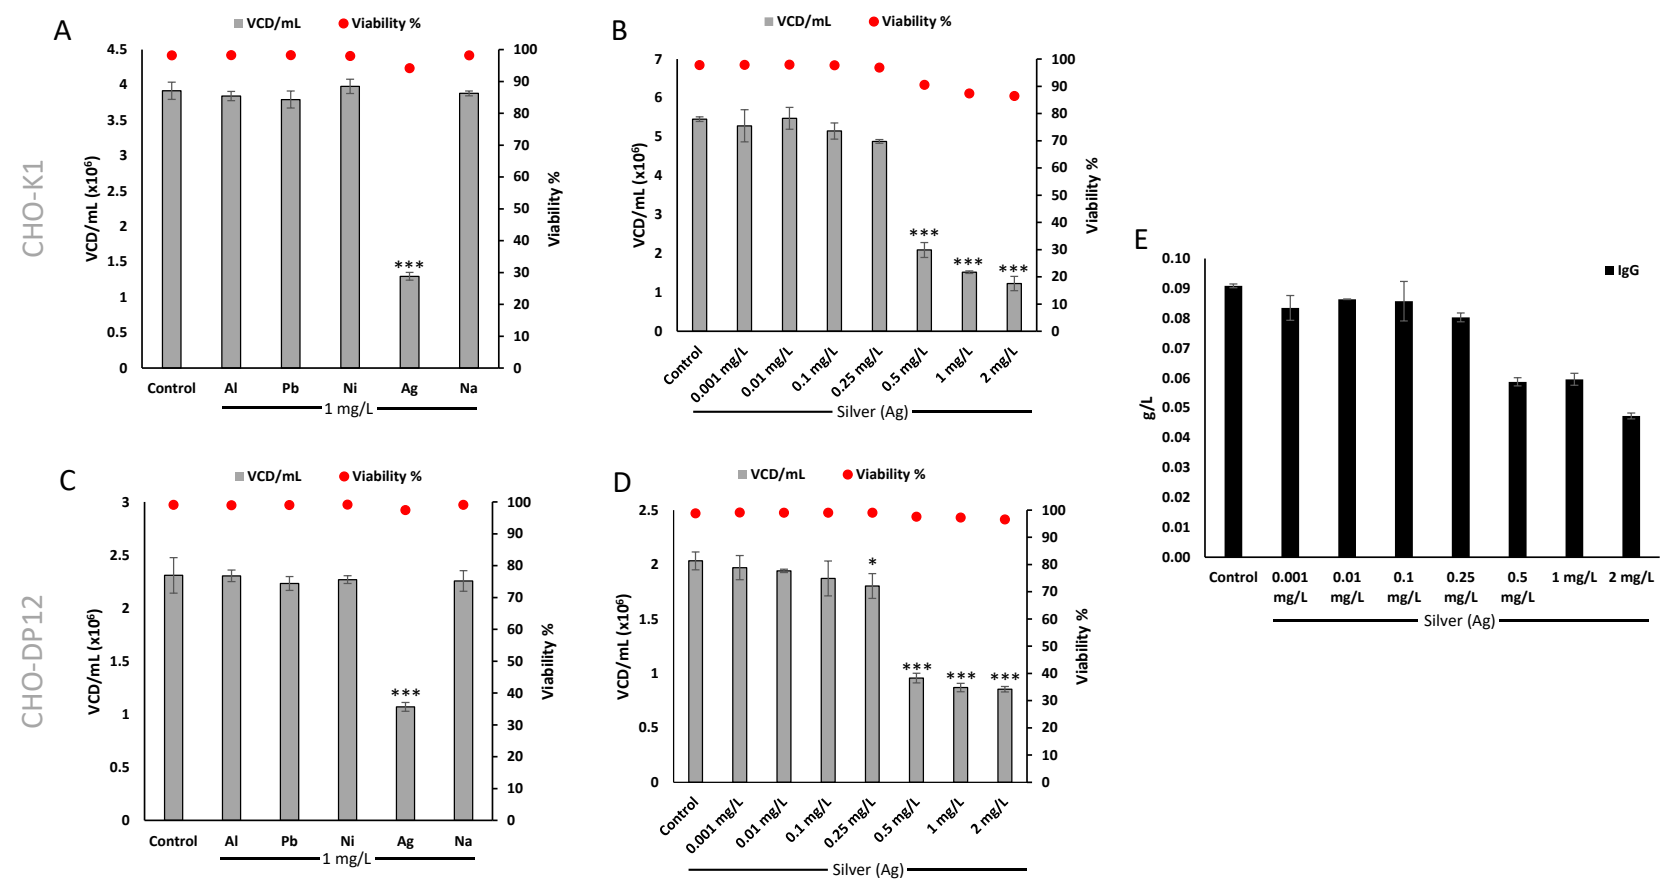 A
VCD/mL
Viability %
4.5
4
3.5
3
2.5
2
1.5
1
0.5
0
VCD/mL (x10⁶)
100
90
80
70
60
50
40
30
20
10
0
Viability %
***
Control Al Pb Ni Ag Na
1 mg/L
CHO-K1
B
VCD/mL
Viability %
7
6
5
4
3
2
1
0
VCD/mL (x10⁶)
100
90
80
70
60
50
40
30
20
10
0
Viability %
*** *** ***
Control 0.001 mg/L 0.01 mg/L 0.1 mg/L 0.25 mg/L 0.5 mg/L 1 mg/L 2 mg/L
Silver (Ag)
C
VCD/mL
Viability %
3
2.5
2
1.5
1
0.5
0
VCD/mL (x10⁶)
100
90
80
70
60
50
40
30
20
10
0
Viability %
***
Control Al Pb Ni Ag Na
1 mg/L
CHO-DP12
D
VCD/mL
Viability %
2.5
2
1.5
1
0.5
0
VCD/mL (x10⁶)
100
90
80
70
60
50
40
30
20
10
0
Viability %
* *** *** ***
Control 0.001 mg/L 0.01 mg/L 0.1 mg/L 0.25 mg/L 0.5 mg/L 1 mg/L 2 mg/L
Silver (Ag)
E
IgG
0.10
0.09
0.08
0.07
0.06
0.05
0.04
0.03
0.02
0.01
0.00
g/L
Control 0.001 0.01 0.1 0.25 0.5 1 mg/L 2 mg/L
mg/L mg/L mg/L mg/L mg/L
Silver (Ag)